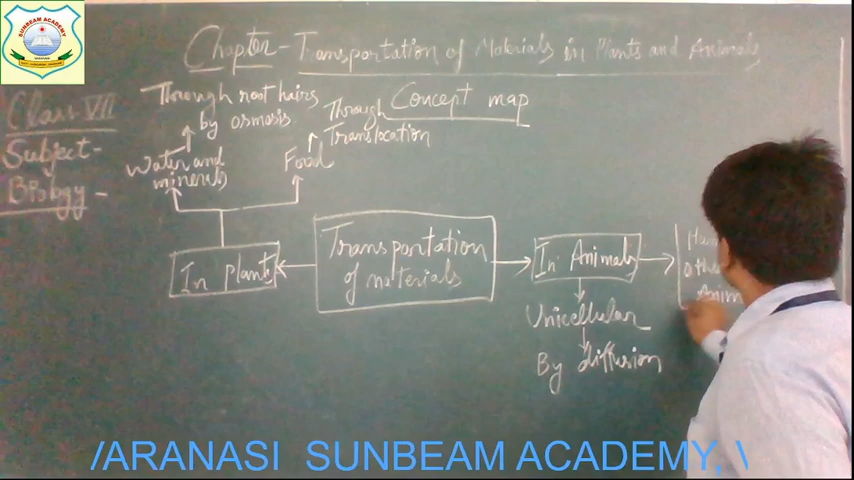 SUNBEAM ACADEMY
Chapter - Transportation of Materials in Plants and Animals
Class-VII
Subject-
Biology-
Concept map
Through root hairs
by osmosis
Through
Translocation
Water and
minerals
Food
In plants
Transportation
of materials
In Animals
Unicellular
By diffusion
/ARANASI SUNBEAM ACADEMY, \